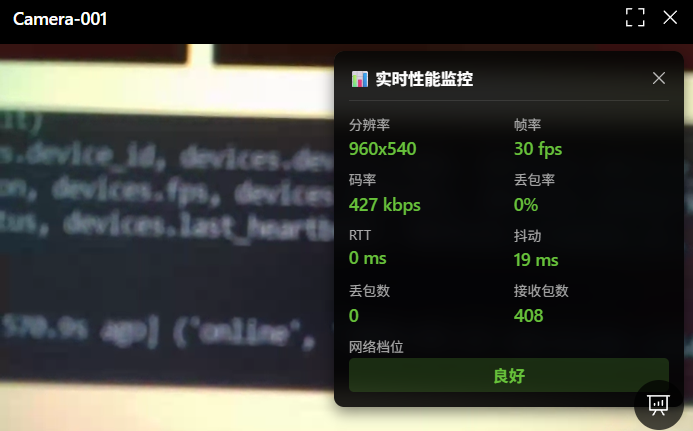 Camera-001
📊 实时性能监控
分辨率
960x540
帧率
30 fps
码率
427 kbps
丢包率
0%
RTT
0 ms
抖动
19 ms
丢包数
0
接收包数
408
网络档位
良好
s.device_id, devices.dev
on, devices.fps, devices
tus, devices.last_heartb
570.9s ago] ('online',